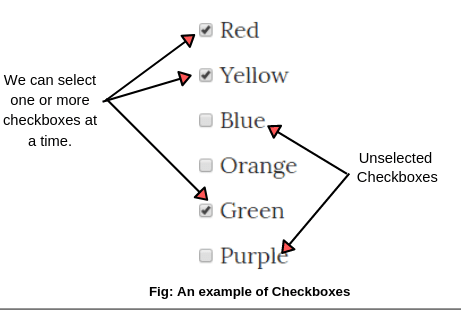 Red
Yellow
Blue
Orange
Green
Purple
We can select
one or more
checkboxes at
a time.
Unselected
Checkboxes
Fig: An example of Checkboxes